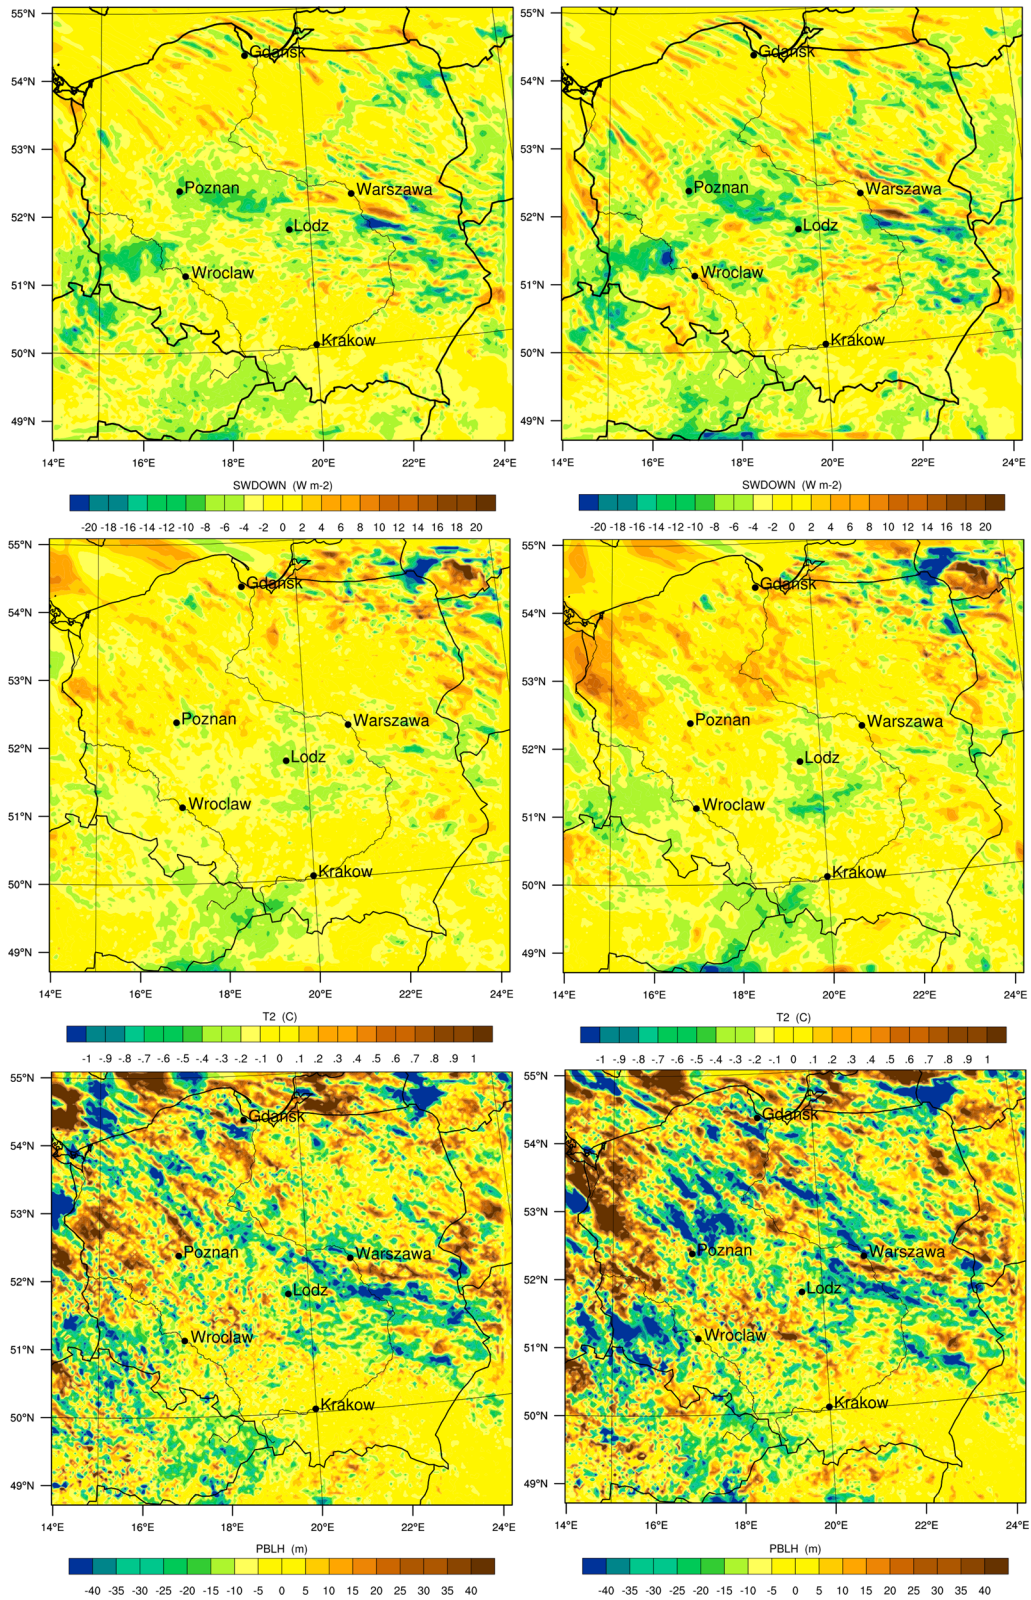 55°N 55°N
Gdansk Gdansk
54°N 54°N
53°N 53°N
Poznan Warszawa Poznan Warszawa
52°N 52°N
Lodz Lodz
Wroclaw Wroclaw
51°N 51°N
Krakow Krakow
50°N 50°N
49°N 49°N
14°E 16°E 18°E 20°E 22°E 24°E 14°E 16°E 18°E 20°E 22°E 24°E
SWDOWN (W m-2) SWDOWN (W m-2)
-20 -18 -16 -14 -12 -10 -8 -6 -4 -2 0 2 4 6 8 10 12 14 16 18 20 -20 -18 -16 -14 -12 -10 -8 -6 -4 -2 0 2 4 6 8 10 12 14 16 18 20
55°N 55°N
Gdansk Gdansk
54°N 54°N
53°N 53°N
Poznan Warszawa Poznan Warszawa
52°N 52°N
Lodz Lodz
Wroclaw Wroclaw
51°N 51°N
Krakow Krakow
50°N 50°N
49°N 49°N
14°E 16°E 18°E 20°E 22°E 14°E 16°E 18°E 20°E 22°E 24°E
T2 (C) T2 (C)
-1 -.9 -.8 -.7 -.6 -.5 -.4 -.3 -.2 -.1 0 .1 .2 .3 .4 .5 .6 .7 .8 .9 1 -1 -.9 -.8 -.7 -.6 -.5 -.4 -.3 -.2 -.1 0 .1 .2 .3 .4 .5 .6 .7 .8 .9 1
55°N 55°N
Gdansk Gdansk
54°N 54°N
53°N 53°N
Poznan Warszawa Poznan Warszawa
52°N 52°N
Lodz Lodz
Wroclaw Wroclaw
51°N 51°N
Krakow Krakow
50°N 50°N
49°N 49°N
14°E 16°E 18°E 20°E 22°E 24°E 14°E 16°E 18°E 20°E 22°E 24°E
PBLH (m) PBLH (m)
-40 -35 -30 -25 -20 -15 -10 -5 0 5 10 15 20 25 30 35 40 -40 -35 -30 -25 -20 -15 -10 -5 0 5 10 15 20 25 30 35 40